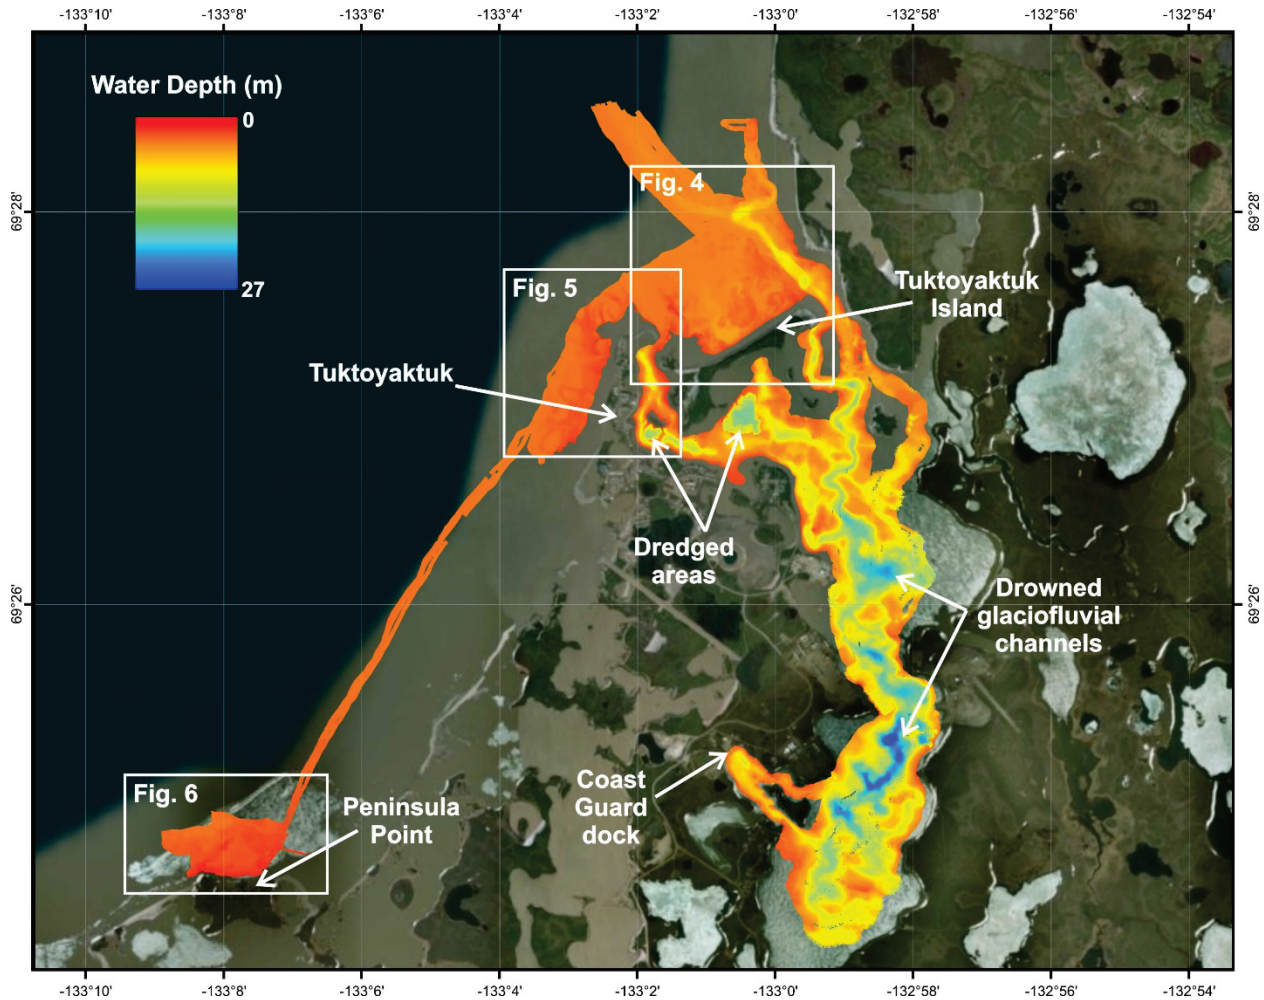 -133°10' -133°8' -133°6' -133°4' -133°2' -133°0' -132°58' -132°56' -132°54'
Water Depth (m)
0
27
Fig. 4
69°28'
69°28'
Fig. 5
Tuktoyaktuk
Island
Tuktoyaktuk
Dredged
areas
Drowned
glaciofluvial
channels
69°26'
69°26'
Coast
Guard
dock
Fig. 6
Peninsula
Point
-133°10' -133°8' -133°6' -133°4' -133°2' -133°0' -132°58' -132°56' -132°54'